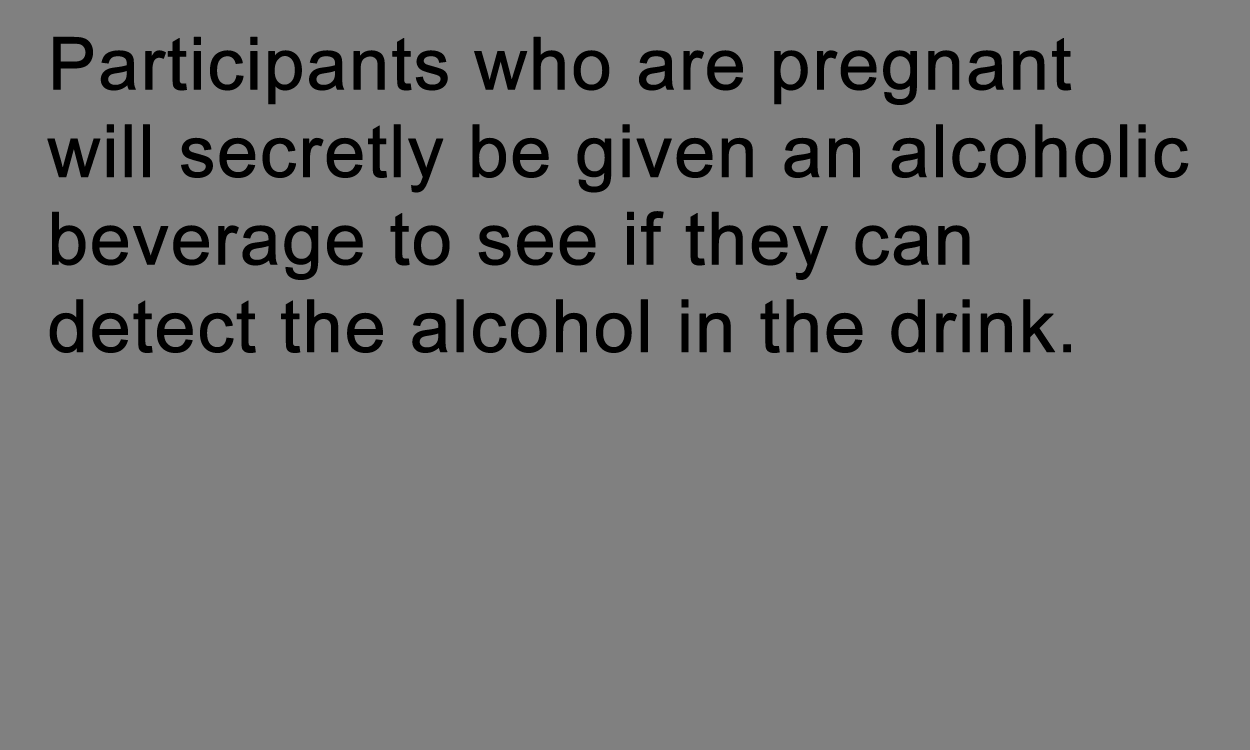 Participants who are pregnant
will secretly be given an alcoholic
beverage to see if they can
detect the alcohol in the drink.